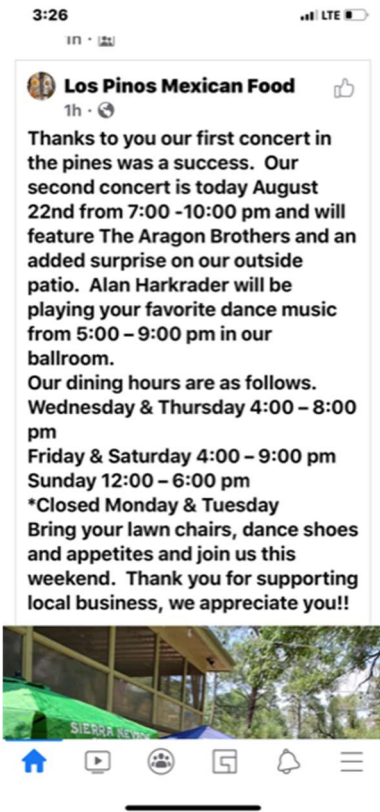 3:26
LTE
Los Pinos Mexican Food
1h ·
Thanks to you our first concert in
the pines was a success. Our
second concert is today August
22nd from 7:00 -10:00 pm and will
feature The Aragon Brothers and an
added surprise on our outside
patio. Alan Harkrader will be
playing your favorite dance music
from 5:00 – 9:00 pm in our
ballroom.
Our dining hours are as follows.
Wednesday & Thursday 4:00 – 8:00
pm
Friday & Saturday 4:00 – 9:00 pm
Sunday 12:00 – 6:00 pm
*Closed Monday & Tuesday
Bring your lawn chairs, dance shoes
and appetites and join us this
weekend. Thank you for supporting
local business, we appreciate you!!
SIERRA NEVADA